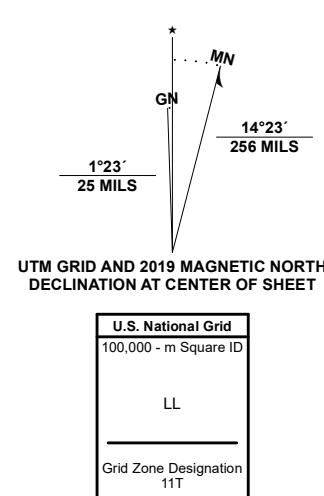 ★
MN
GN
14°23´
256 MILS
1°23´
25 MILS
UTM GRID AND 2019 MAGNETIC NORTH
DECLINATION AT CENTER OF SHEET
U.S. National Grid
100,000 - m Square ID
LL
Grid Zone Designation
11T